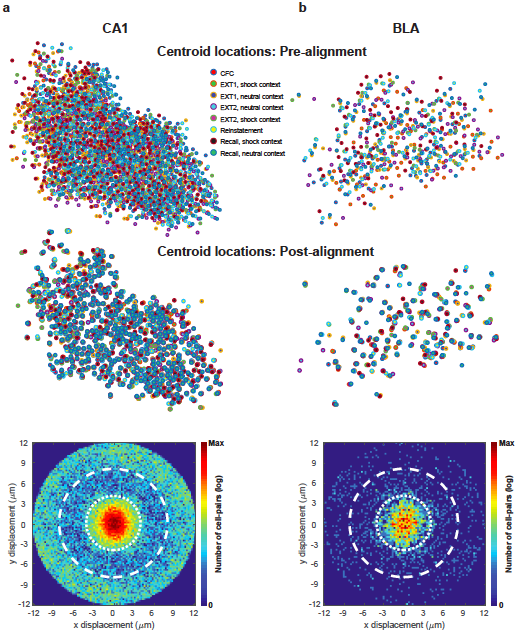 a
b
CA1
BLA
Centroid locations: Pre-alignment
CFC
EXT1, shock context
EXT1, neutral context
EXT2, neutral context
EXT2, shock context
Reinstatement
Recall, shock context
Recall, neutral context
Centroid locations: Post-alignment
12
9
6
3
0
-3
-6
-9
-12
y displacement (μm)
-12 -9 -6 -3 0 3 6 9 12
x displacement (μm)
Max
0
Number of cell-pairs (log)
12
9
6
3
0
-3
-6
-9
-12
y displacement (μm)
-12 -9 -6 -3 0 3 6 9 12
x displacement (μm)
Max
0
Number of cell-pairs (log)